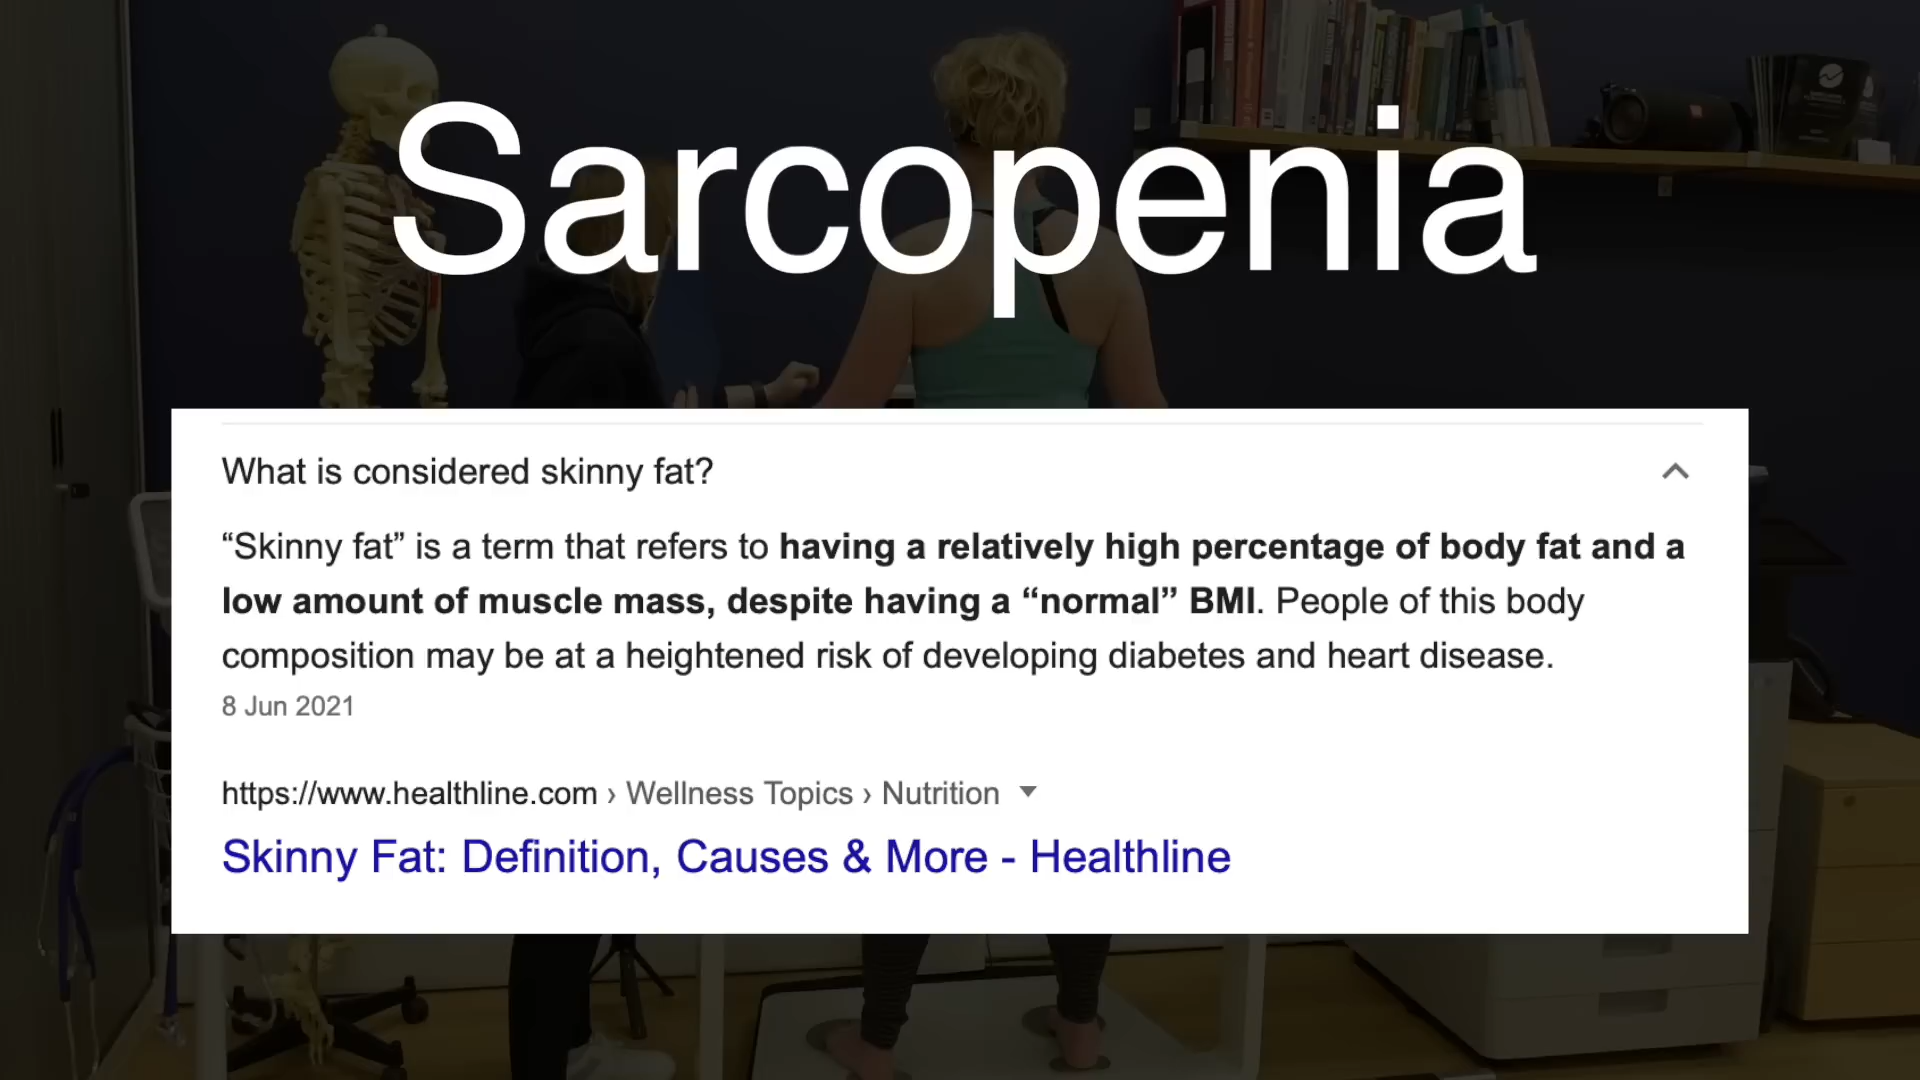 Sarcopenia
What is considered skinny fat?
“Skinny fat” is a term that refers to having a relatively high percentage of body fat and a
low amount of muscle mass, despite having a “normal” BMI. People of this body
composition may be at a heightened risk of developing diabetes and heart disease.
8 Jun 2021
https://www.healthline.com › Wellness Topics › Nutrition
Skinny Fat: Definition, Causes & More - Healthline